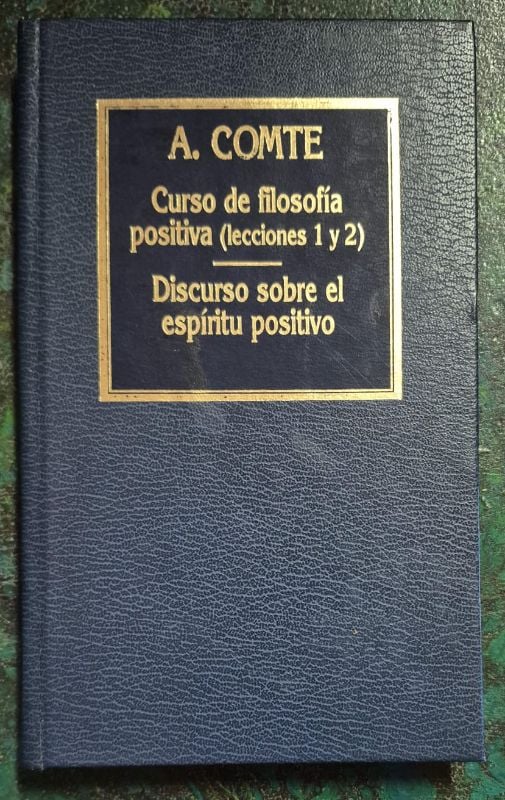 A. COMTE
Curso de filosofía
positiva (lecciones 1 y 2)
Discurso sobre el
espíritu positivo